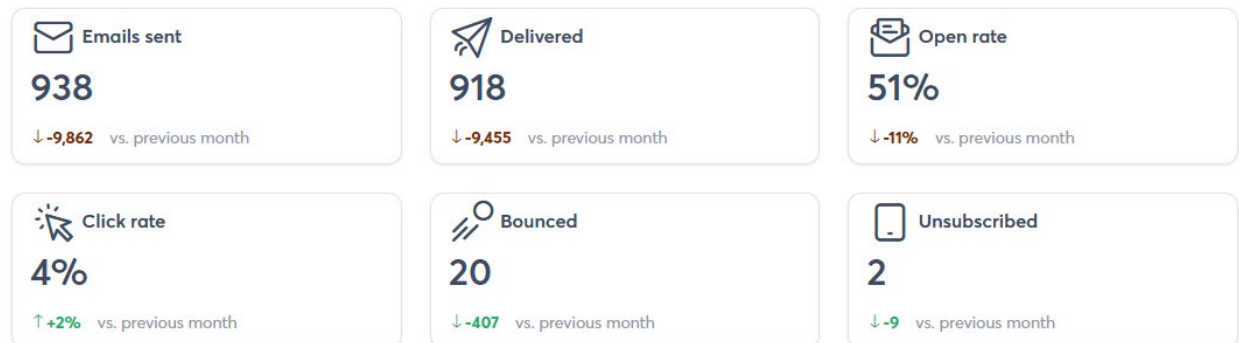 Emails sent
938
↓-9,862 vs. previous month
Delivered
918
↓-9,455 vs. previous month
Open rate
51%
↓-11% vs. previous month
Click rate
4%
↑+2% vs. previous month
Bounced
20
↓-407 vs. previous month
Unsubscribed
2
↓-9 vs. previous month